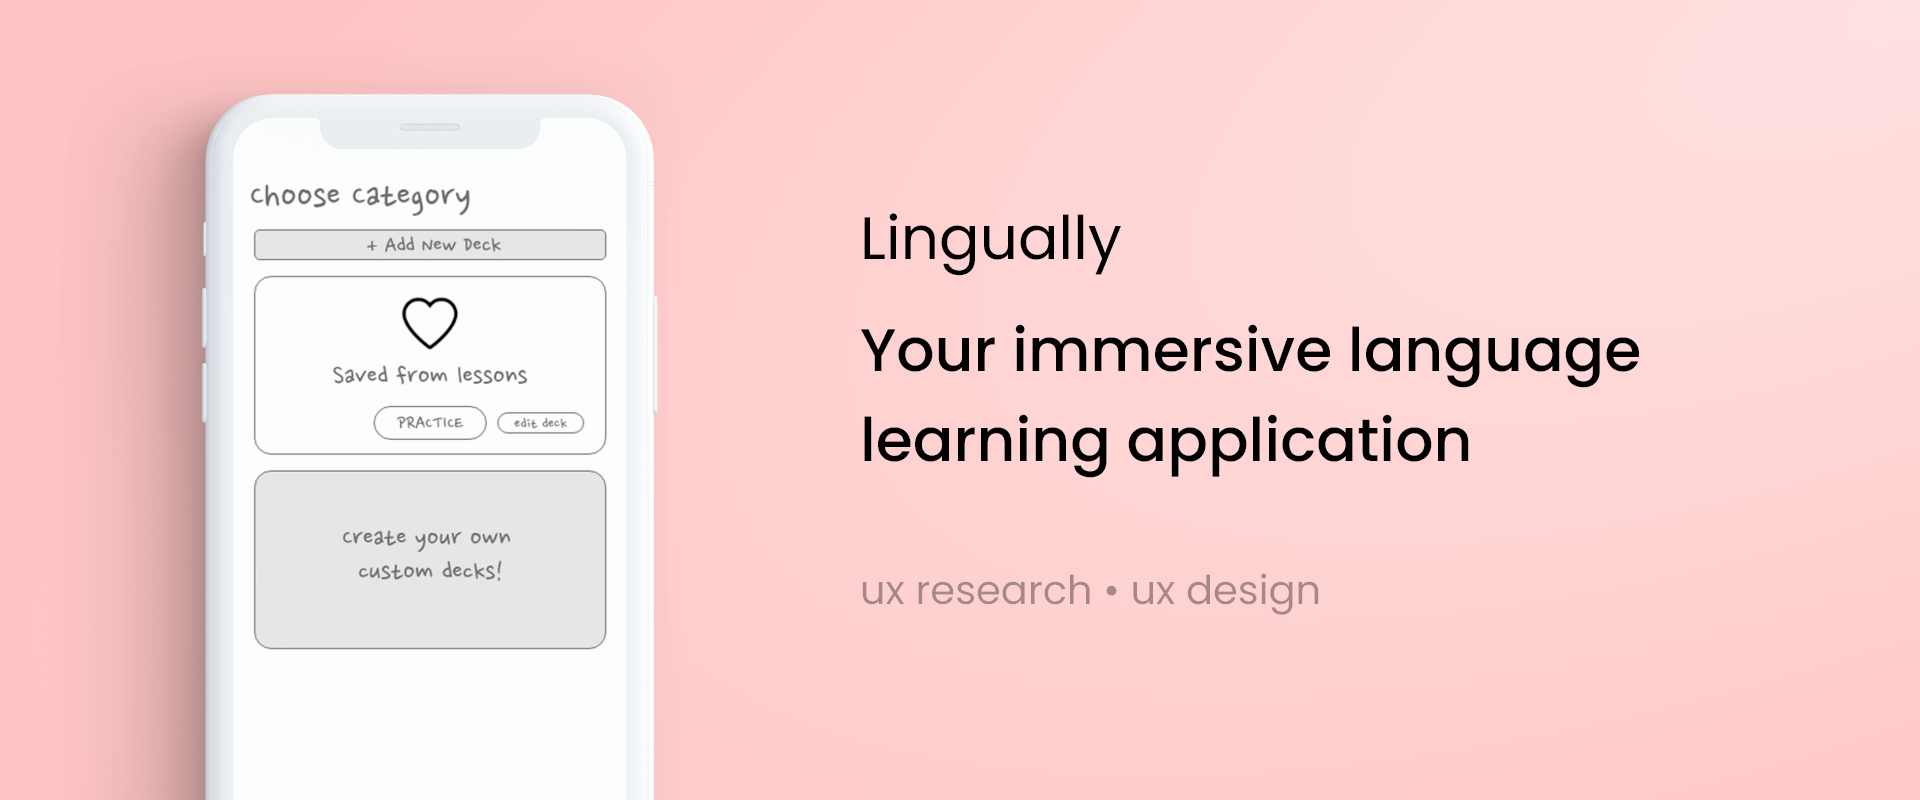 choose category
+ Add New Deck
Saved from lessons
PRACTICE
edit deck
create your own
custom decks!
Lingually
Your immersive language
learning application
ux research • ux design